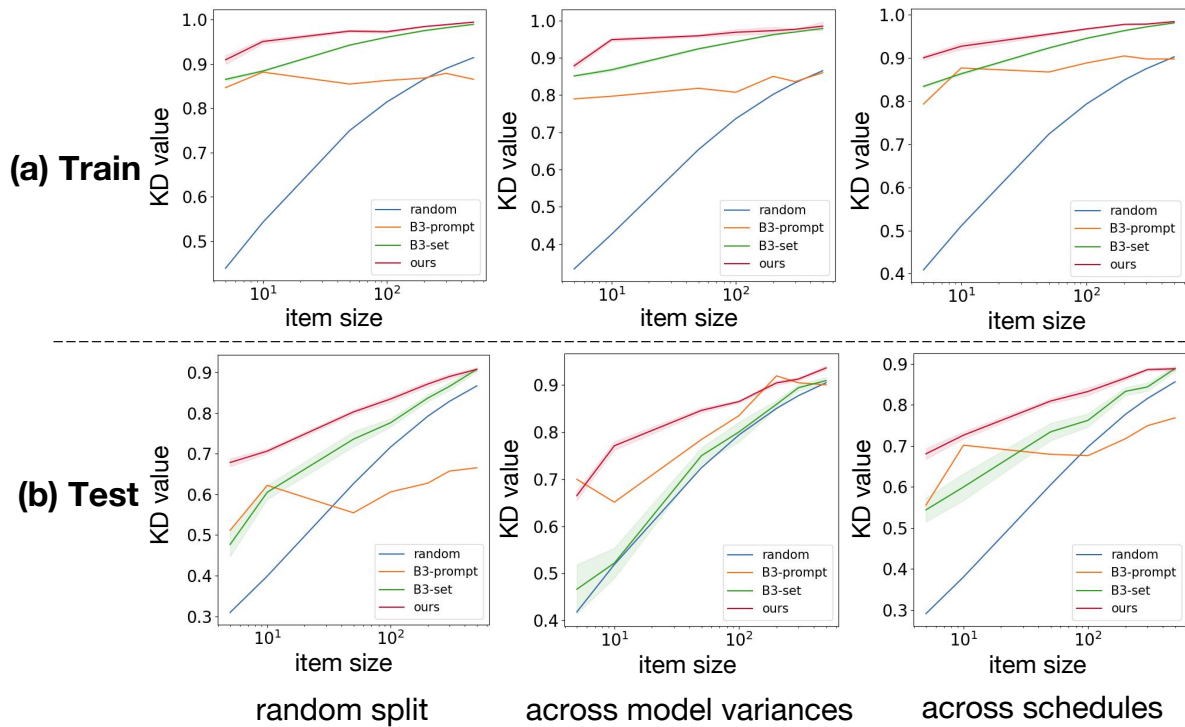 (a) Train
KD value
1.0
0.9
0.8
0.7
0.6
0.5
random
B3-prompt
B3-set
ours
10¹
10²
item size
KD value
1.0
0.9
0.8
0.7
0.6
0.5
0.4
random
B3-prompt
B3-set
ours
10¹
10²
item size
KD value
1.0
0.9
0.8
0.7
0.6
0.5
0.4
random
B3-prompt
B3-set
ours
10¹
10²
item size
(b) Test
KD value
0.9
0.8
0.7
0.6
0.5
0.4
0.3
random
B3-prompt
B3-set
ours
10¹
10²
item size
random split
KD value
0.9
0.8
0.7
0.6
0.5
0.4
random
B3-prompt
B3-set
ours
10¹
10²
item size
across model variances
KD value
0.9
0.8
0.7
0.6
0.5
0.4
0.3
random
B3-prompt
B3-set
ours
10¹
10²
item size
across schedules